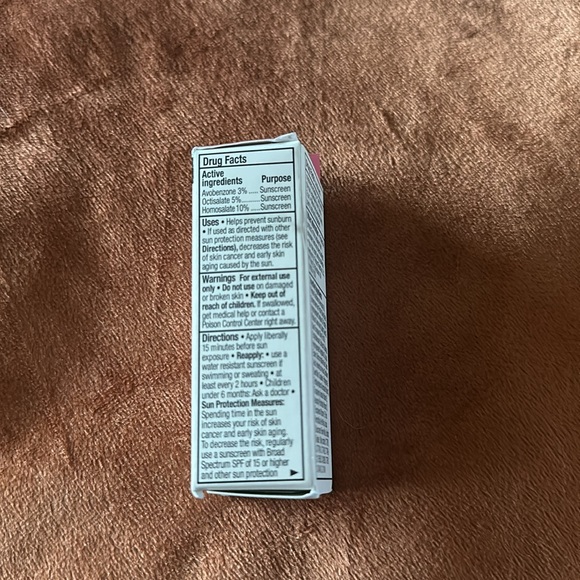 Drug Facts
Active
ingredients Purpose
Avobenzone 3% ..... Sunscreen
Octisalate 5%..........Sunscreen
Homosalate 10% .....Sunscreen
Uses • Helps prevent sunburn
• If used as directed with other
sun protection measures (see
Directions), decreases the risk
of skin cancer and early skin
aging caused by the sun.
Warnings For external use
only • Do not use on damaged
or broken skin • Keep out of
reach of children. If swallowed,
get medical help or contact a
Poison Control Center right away.
Directions • Apply liberally
15 minutes before sun
exposure • Reapply: • use a
water resistant sunscreen if
swimming or sweating • at
least every 2 hours • Children
under 6 months: Ask a doctor •
Sun Protection Measures:
Spending time in the sun
increases your risk of skin
cancer and early skin aging.
To decrease the risk, regularly
use a sunscreen with Broad
Spectrum SPF of 15 or higher
and other sun protection